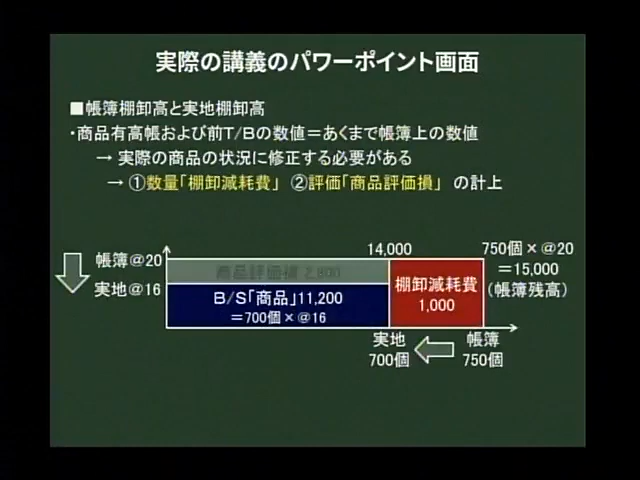 実際の講義のパワーポイント画面
■帳簿棚卸高と実地棚卸高
・商品有高帳および前T/Bの数値＝あくまで帳簿上の数値
→ 実際の商品の状況に修正する必要がある
→ ①数量「棚卸減耗費」 ②評価「商品評価損」 の計上
14,000
750個×@20
＝15,000
(帳簿残高)
帳簿@20
実地@16
商品評価損 2,800
B/S「商品」11,200
＝700個×@16
棚卸減耗費
1,000
実地
700個
帳簿
750個